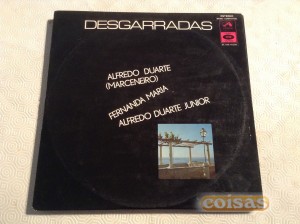 DESGARRADAS
ALFREDO DUARTE
(MARCENEIRO)
FERNANDA MARIA
ALFREDO DUARTE JUNIOR
coisas